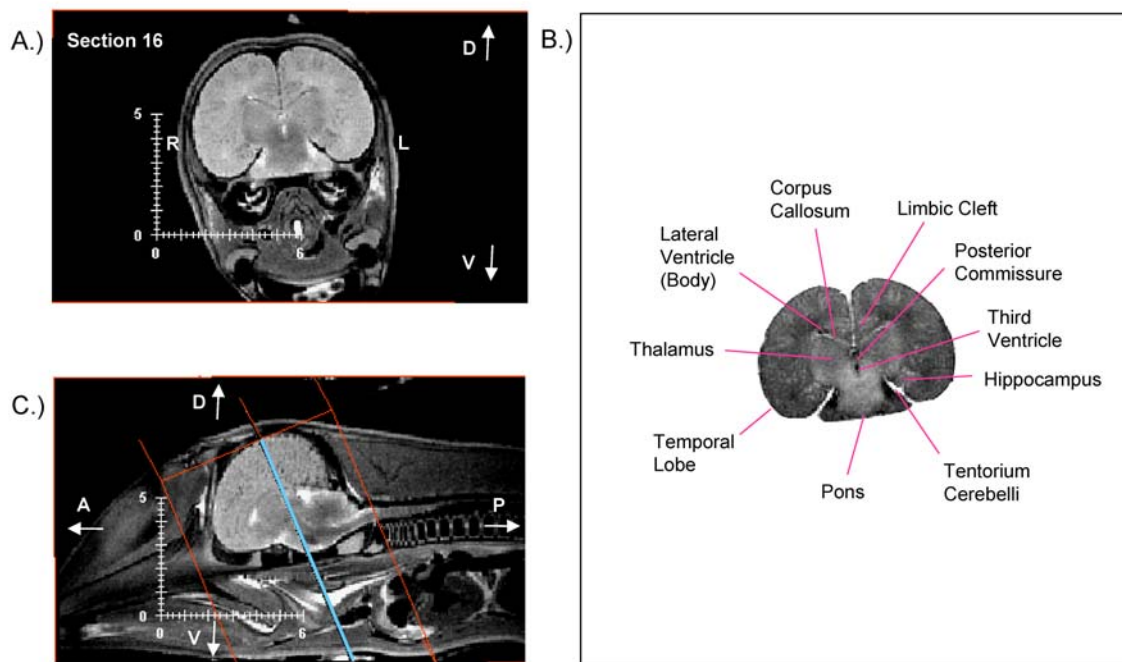 A.)
Section 16
D
5
R
L
0
0
6
V
B.)
Corpus
Callosum
Limbic Cleft
Lateral
Ventricle
(Body)
Posterior
Commissure
Third
Ventricle
Thalamus
Hippocampus
Temporal
Lobe
Tentorium
Cerebelli
Pons
C.)
D
5
A
P
0
0
6
V